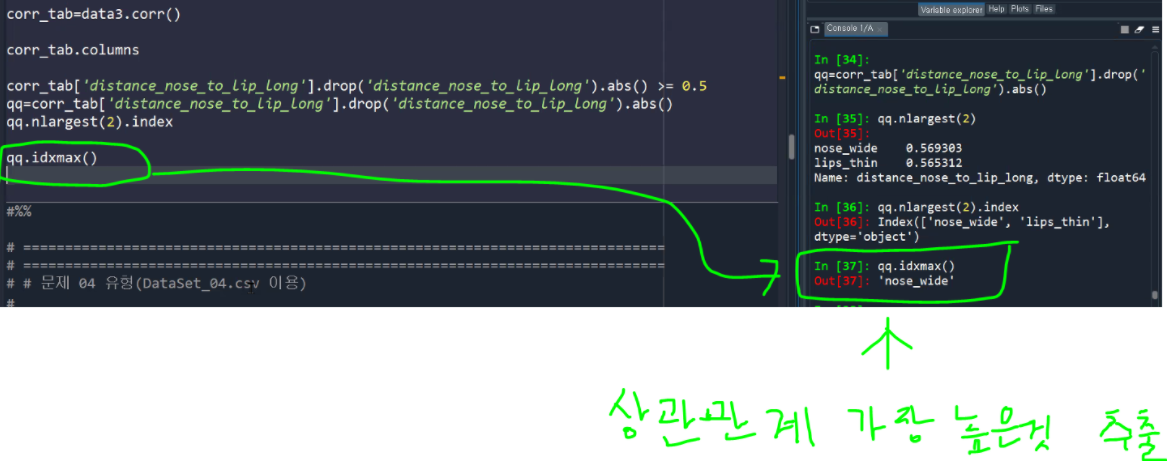 corr_tab=data3.corr()
corr_tab.columns
corr_tab['distance_nose_to_lip_long'].drop('distance_nose_to_lip_long').abs() >= 0.5
qq=corr_tab['distance_nose_to_lip_long'].drop('distance_nose_to_lip_long').abs()
qq.nlargest(2).index
qq.idxmax()
#%%
# =============================================================================
# =============================================================================
# # 문제 04 유형(DataSet_04.csv 이용)
#
Variable explorer Help Plots Files
Console 1/A
In [34]:
qq=corr_tab['distance_nose_to_lip_long'].drop('
distance_nose_to_lip_long').abs()
In [35]: qq.nlargest(2)
Out[35]:
nose_wide 0.569303
lips_thin 0.565312
Name: distance_nose_to_lip_long, dtype: float64
In [36]: qq.nlargest(2).index
Out[36]: Index(['nose_wide', 'lips_thin'],
dtype='object')
In [37]: qq.idxmax()
Out[37]: 'nose_wide'
상관관계 가장 높은것 추출